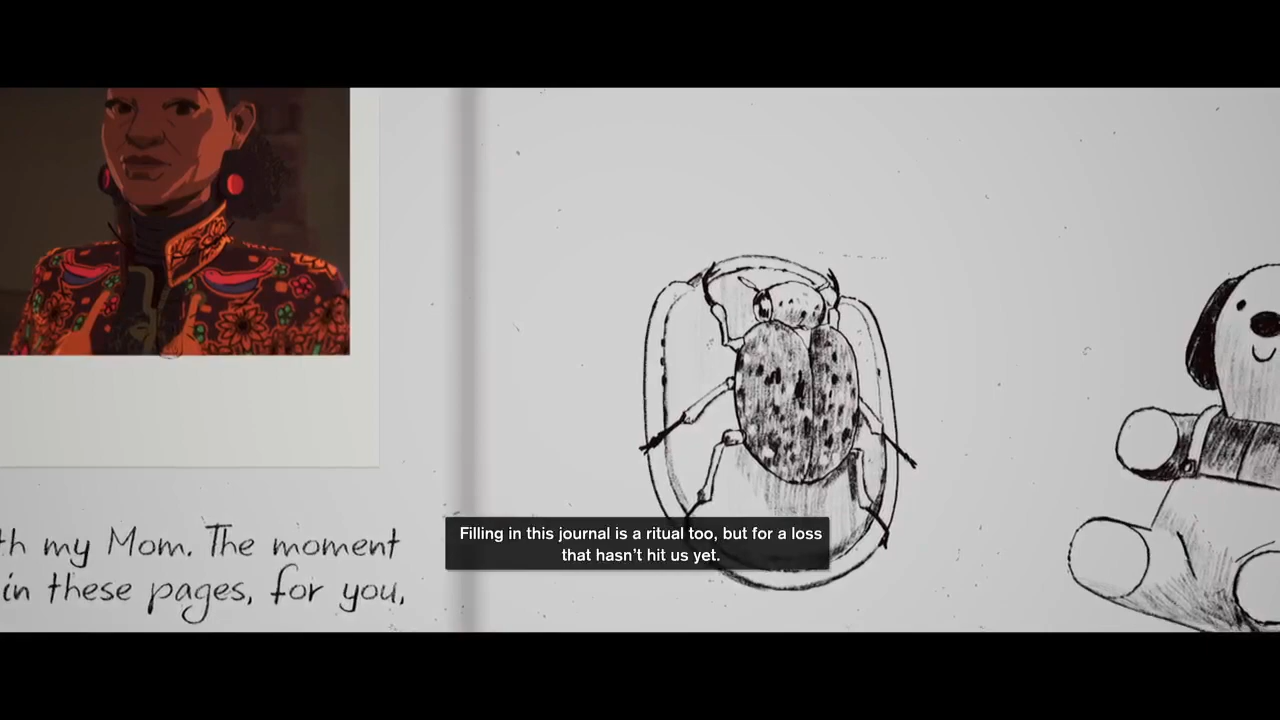 th my Mom. The moment
in these pages, for you,
Filling in this journal is a ritual too, but for a loss
that hasn't hit us yet.